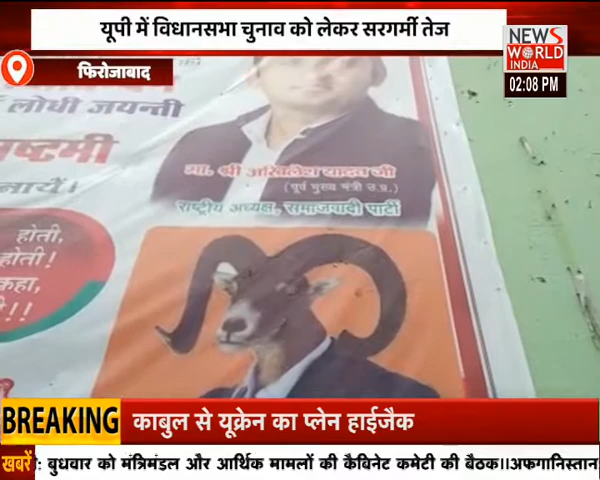 यूपी में विधानसभा चुनाव को लेकर सरगर्मी तेज
NEWS
WORLD
INDIA
02:08 PM
फिरोजाबाद
लोधी जयन्ती
मा. श्री अखिलेश यादव जी
(पूर्व मुख्य मंत्री उ.प्र.)
राष्ट्रीय अध्यक्ष, समाजवादी पार्टी
होती,
होती!
BREAKING
काबुल से यूक्रेन का प्लेन हाईजैक
खबरें
: बुधवार को मंत्रिमंडल और आर्थिक मामलों की कैबिनेट कमेटी की बैठक।।अफगानिस्तान